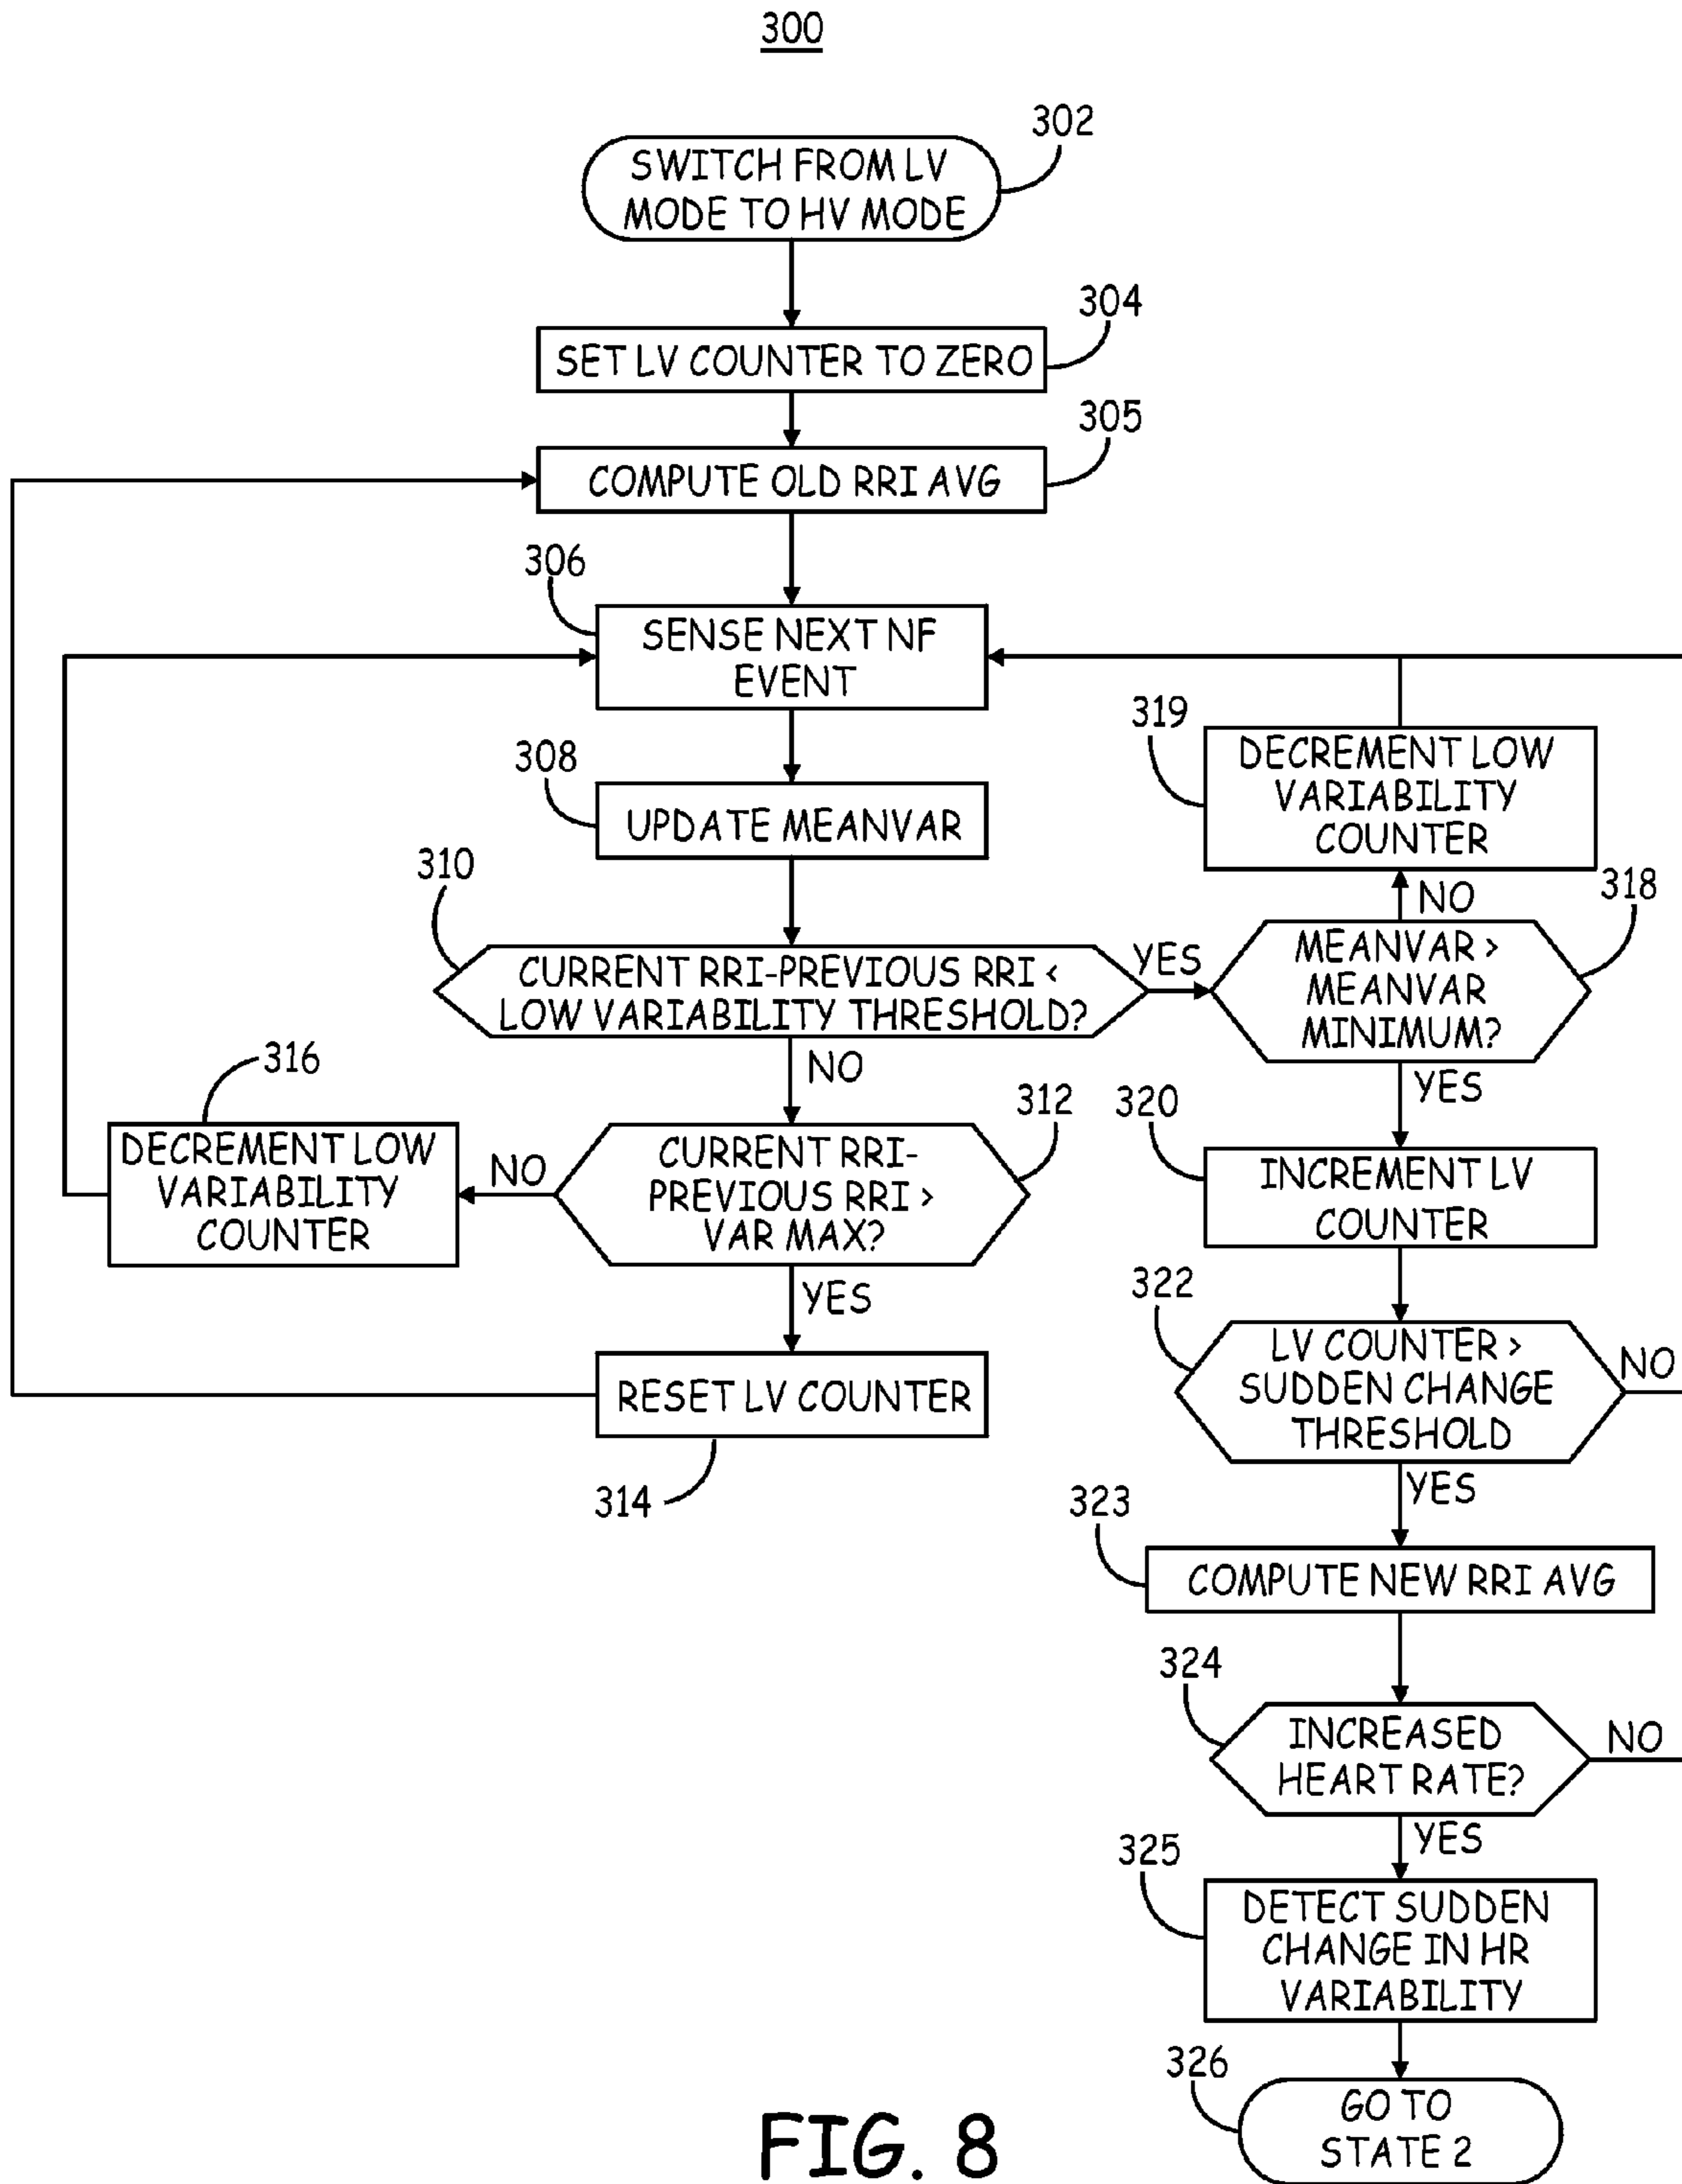 300
302
SWITCH FROM LV
MODE TO HV MODE
304
SET LV COUNTER TO ZERO
305
COMPUTE OLD RRI AVG
306
SENSE NEXT NF
EVENT
308
UPDATE MEANVAR
310
CURRENT RRI-PREVIOUS RRI <
LOW VARIABILITY THRESHOLD?
YES
NO
319
DECREMENT LOW
VARIABILITY
COUNTER
NO
318
MEANVAR >
MEANVAR
MINIMUM?
YES
316
DECREMENT LOW
VARIABILITY
COUNTER
NO
312
CURRENT RRI-
PREVIOUS RRI >
VAR MAX?
YES
RESET LV COUNTER
314
320
INCREMENT LV
COUNTER
322
LV COUNTER >
SUDDEN CHANGE
THRESHOLD
NO
YES
323
COMPUTE NEW RRI AVG
324
INCREASED
HEART RATE?
NO
YES
325
DETECT SUDDEN
CHANGE IN HR
VARIABILITY
326
GO TO
STATE 2
FIG. 8